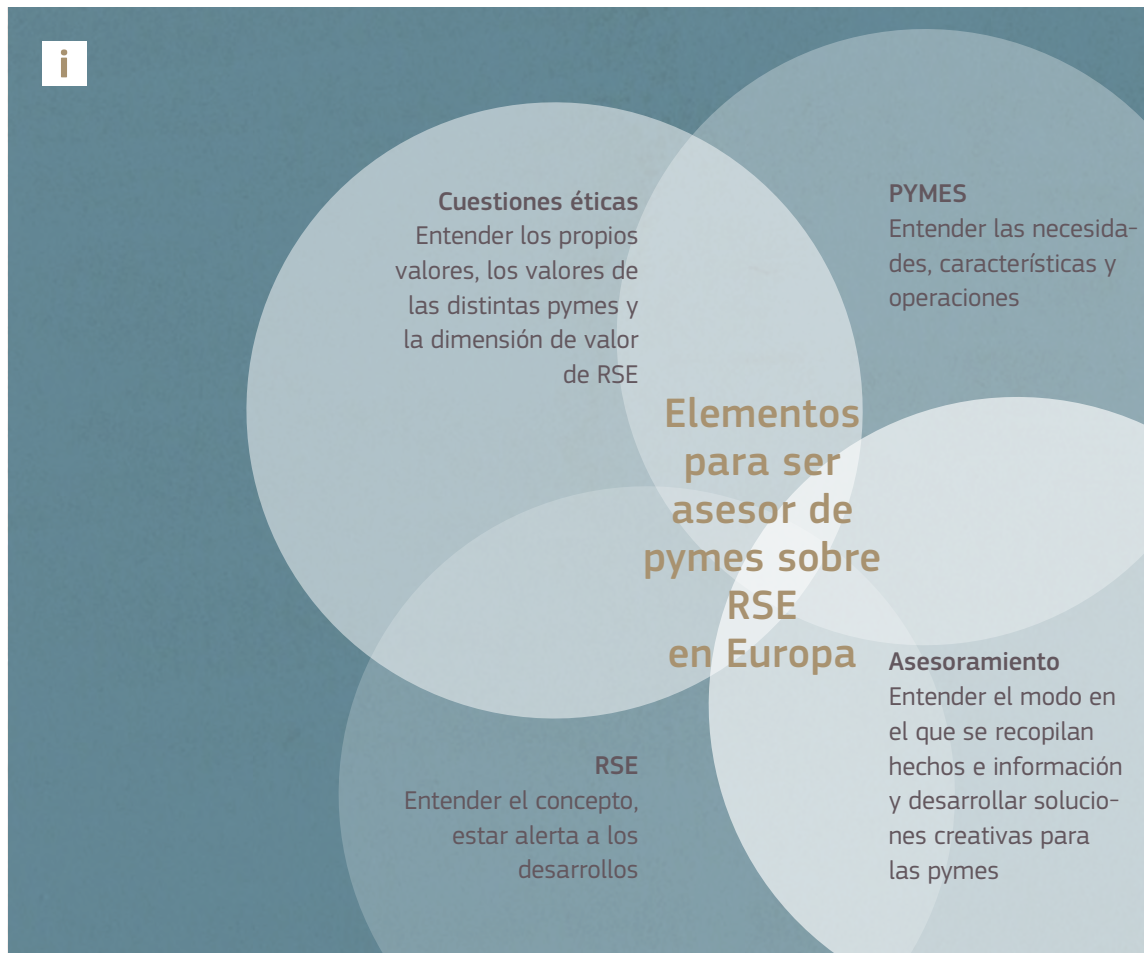 i
Cuestiones éticas
Entender los propios
valores, los valores de
las distintas pymes y
la dimensión de valor
de RSE
PYMES
Entender las necesida-
des, características y
operaciones
Elementos
para ser
asesor de
pymes sobre
RSE
en Europa
RSE
Entender el concepto,
estar alerta a los
desarrollos
Asesoramiento
Entender el modo en
el que se recopilan
hechos e información
y desarrollar solucio-
nes creativas para
las pymes